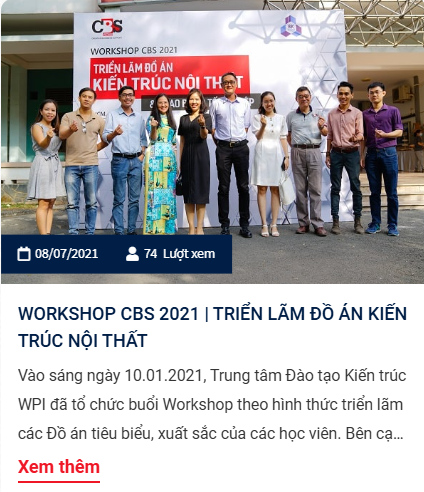 CBS
WORKSHOP CBS 2021
TRIỂN LÃM ĐỒ ÁN
KIẾN TRÚC NỘI THẤT
08/07/2021 74 Lượt xem
WORKSHOP CBS 2021 | TRIỂN LÃM ĐỒ ÁN KIẾN
TRÚC NỘI THẤT
Vào sáng ngày 10.01.2021, Trung tâm Đào tạo Kiến trúc
WPI đã tổ chức buổi Workshop theo hình thức triển lãm
các Đồ án tiêu biểu, xuất sắc của các học viên. Bên cạ…
Xem thêm